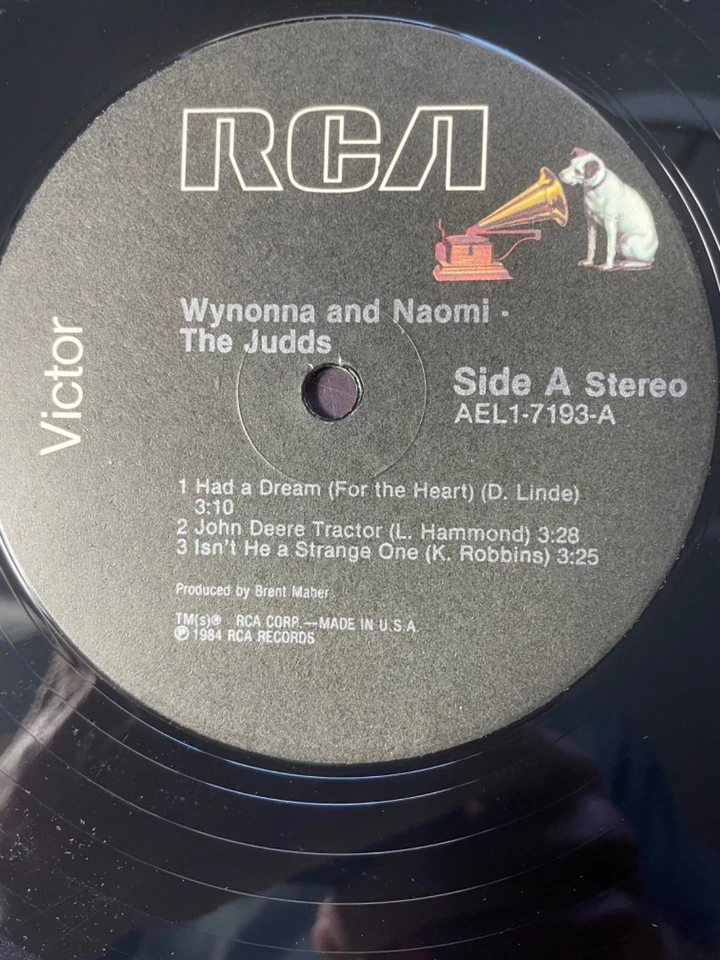 RCA
Victor
Wynonna and Naomi -
The Judds
Side A Stereo
AEL1-7193-A
1 Had a Dream (For the Heart) (D. Linde)
3:10
2 John Deere Tractor (L. Hammond) 3:28
3 Isn't He a Strange One (K. Robbins) 3:25
Produced by Brent Maher
TM(s)® RCA CORP.—MADE IN U.S.A.
℗ 1984 RCA RECORDS